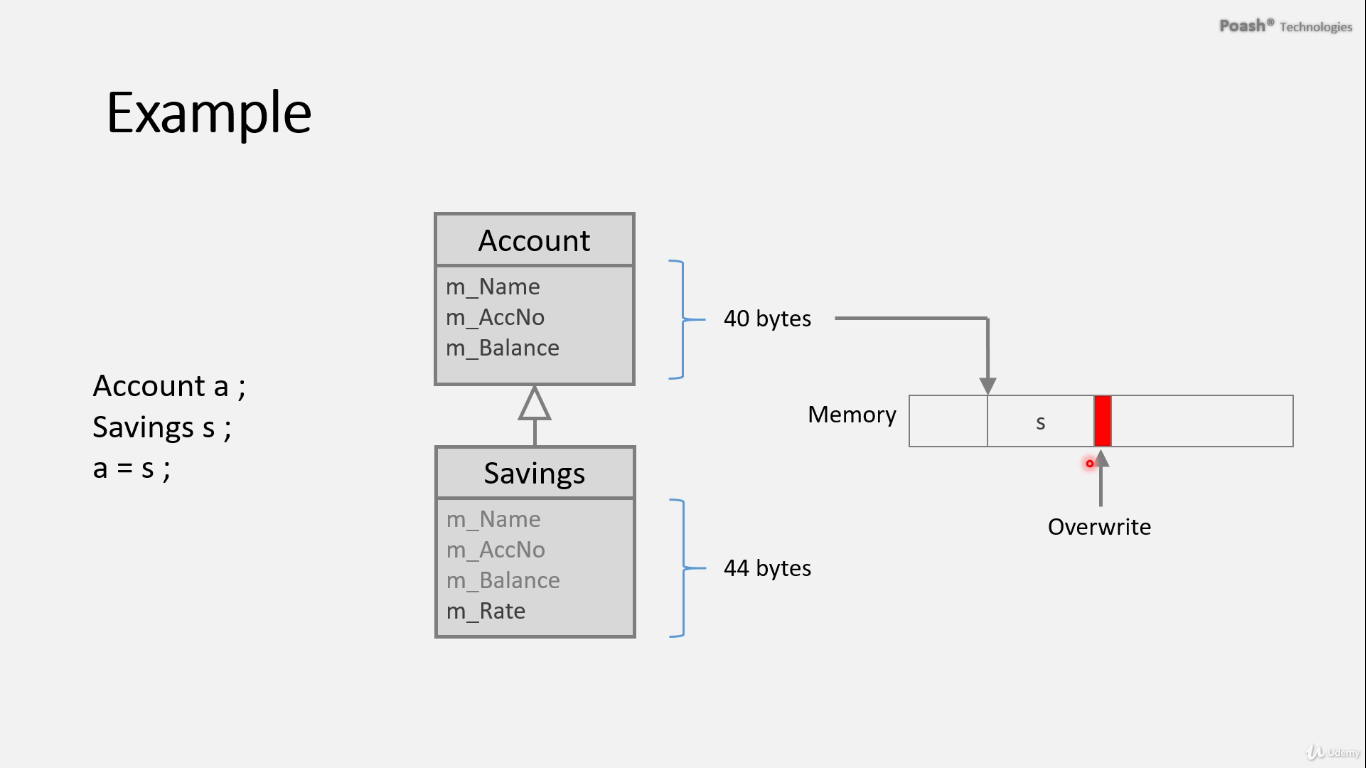 Poash® Technologies
Example
Account
m_Name
m_AccNo
m_Balance
40 bytes
Account a ;
Savings s ;
a = s ;
Memory
s
Savings
m_Name
m_AccNo
m_Balance
m_Rate
44 bytes
Overwrite
Udemy